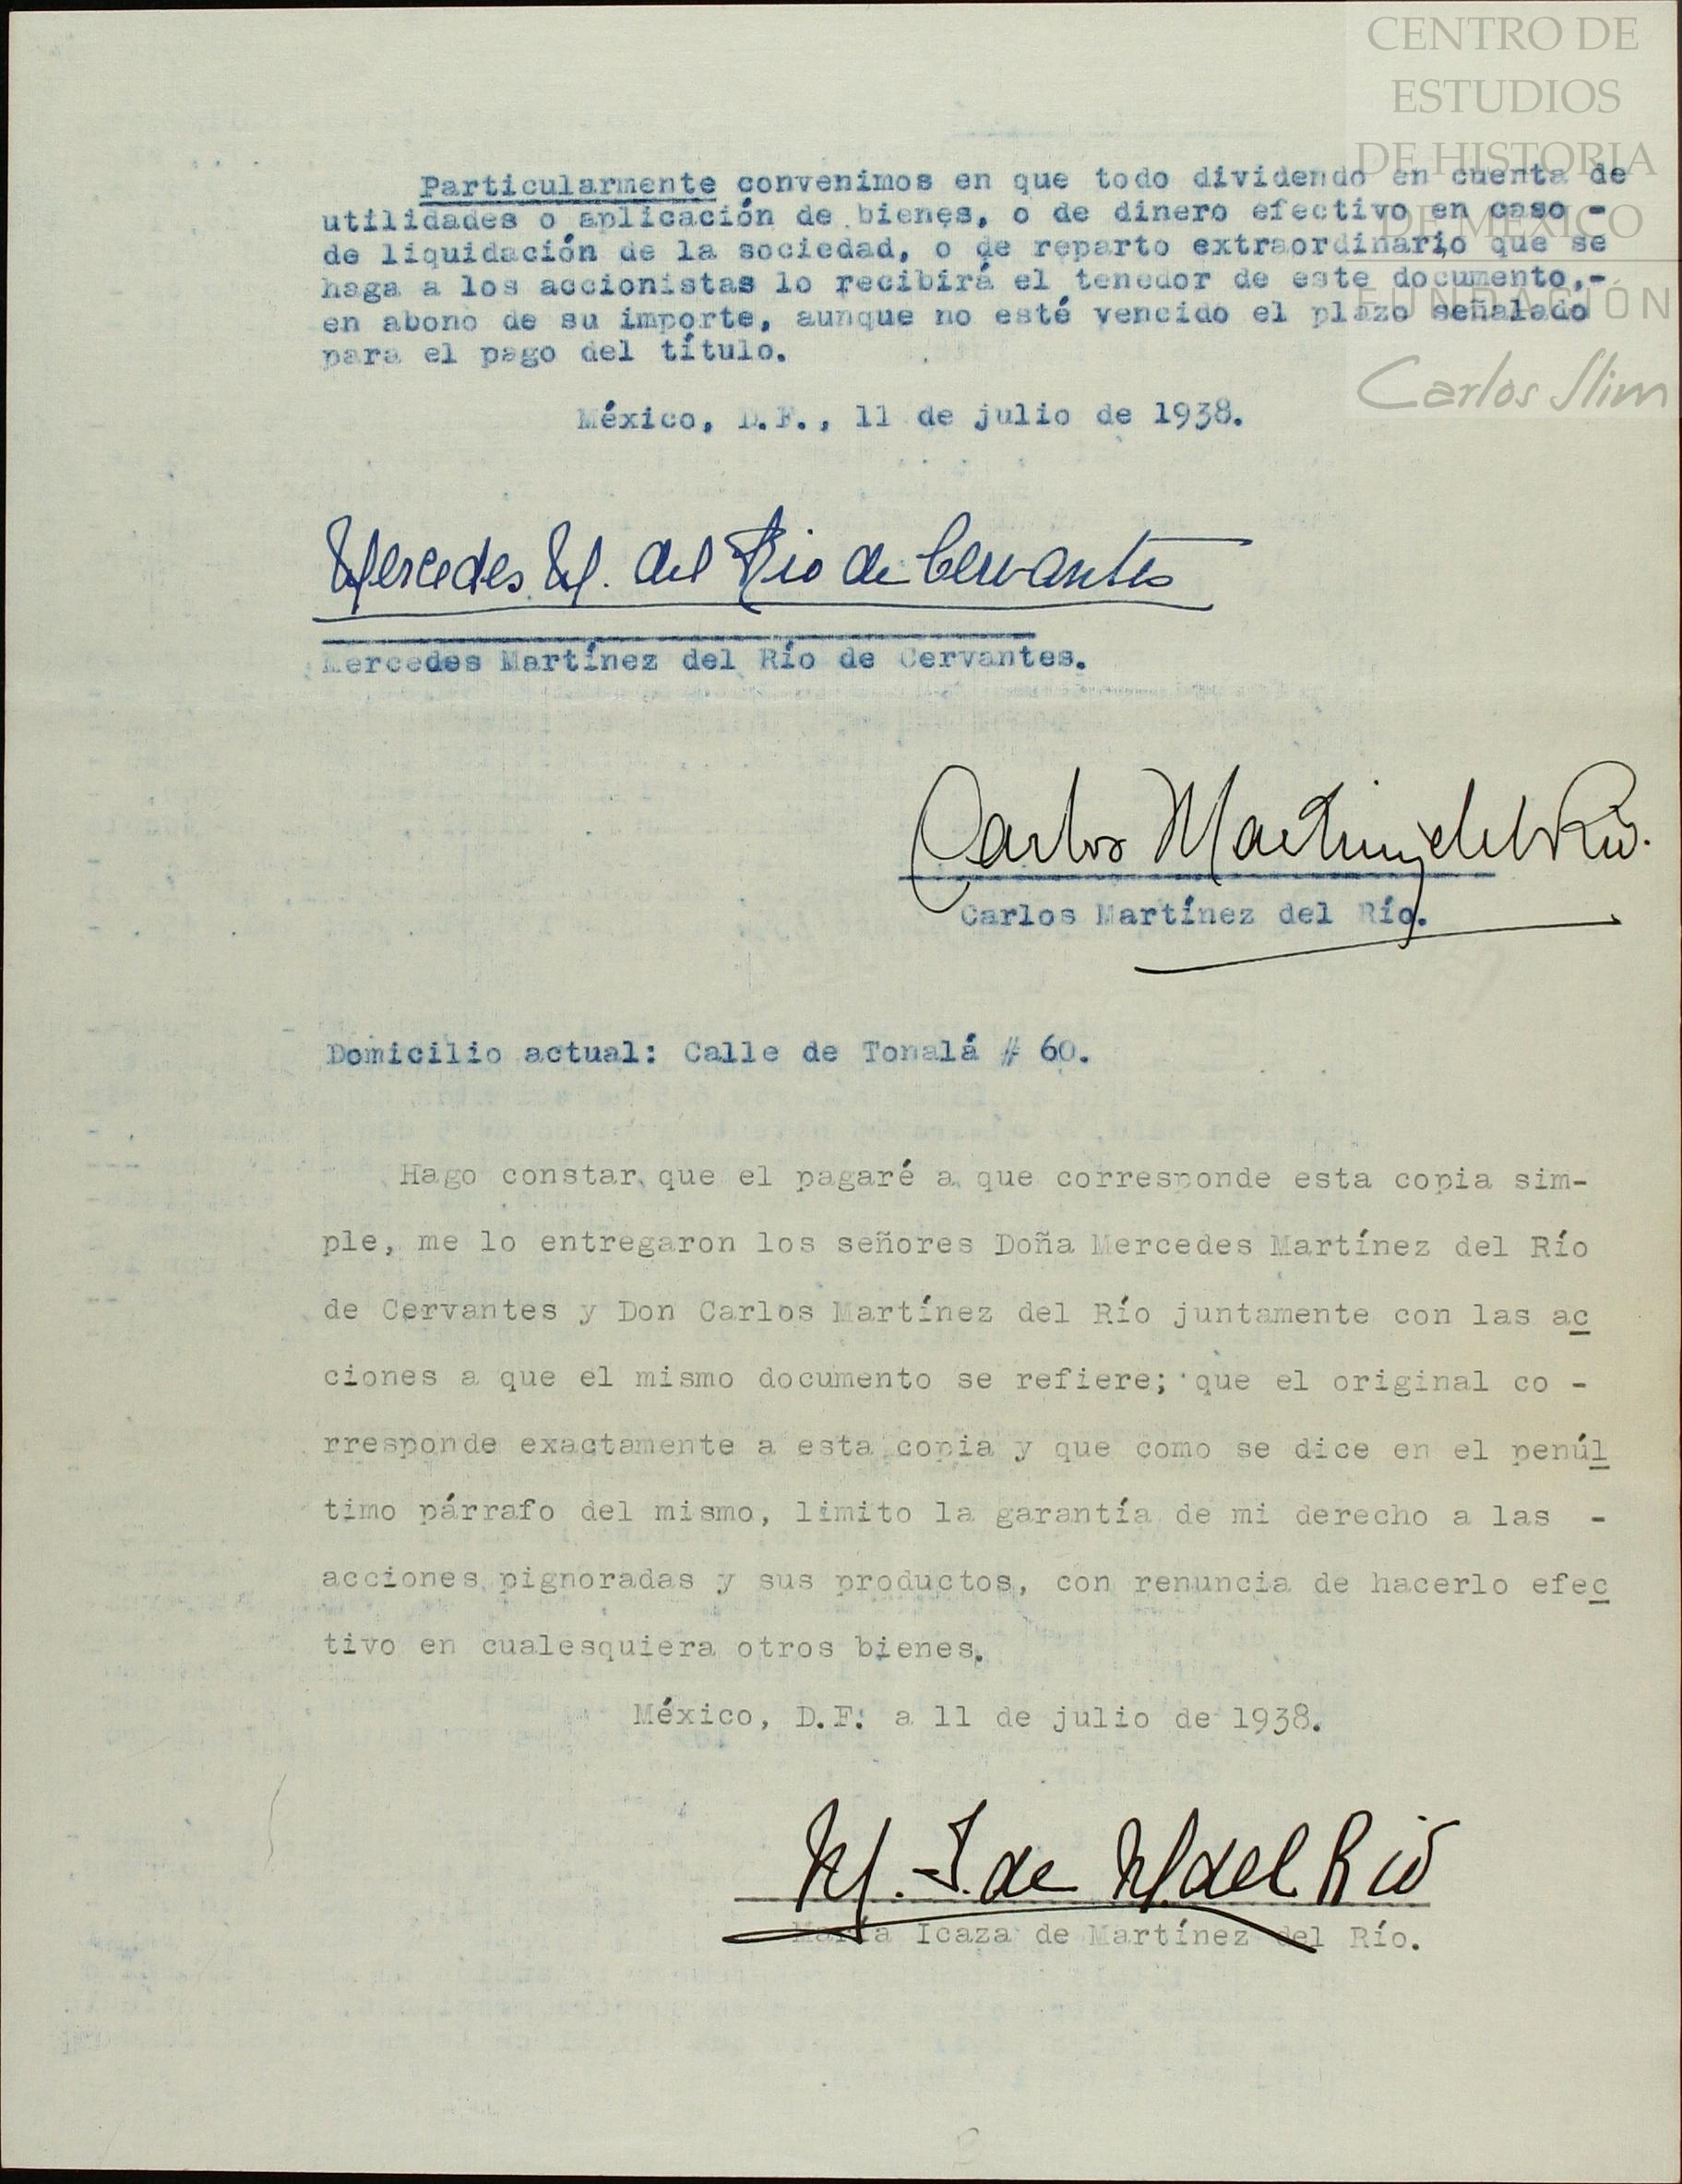 CENTRO DE
ESTUDIOS
DE HISTORIA
DE MÉXICO
FUNDACIÓN
Carlos Slim
Particularmente convenimos en que todo dividendo en cuenta de
utilidades o aplicación de bienes, o de dinero efectivo en caso -
de liquidación de la sociedad, o de reparto extraordinario que se
haga a los accionistas lo recibirá el tenedor de este documento,-
en abono de su importe, aunque no esté vencido el plazo señalado
para el pago del título.
México, D.F., 11 de julio de 1938.
Mercedes M. del Rio de Cervantes
Mercedes Martínez del Río de Cervantes.
Carlos Martinez del Rio.
Carlos Martínez del Río.
Domicilio actual: Calle de Tonalá # 60.
Hago constar que el pagaré a que corresponde esta copia sim-
ple, me lo entregaron los señores Doña Mercedes Martínez del Río
de Cervantes y Don Carlos Martínez del Río juntamente con las ac
ciones a que el mismo documento se refiere; que el original co -
rresponde exactamente a esta copia y que como se dice en el penúl
timo párrafo del mismo, limito la garantía de mi derecho a las -
acciones pignoradas y sus productos, con renuncia de hacerlo efec
tivo en cualesquiera otros bienes.
México, D.F. a 11 de julio de 1938.
M. I. de M. del Rio
María Icaza de Martínez del Río.